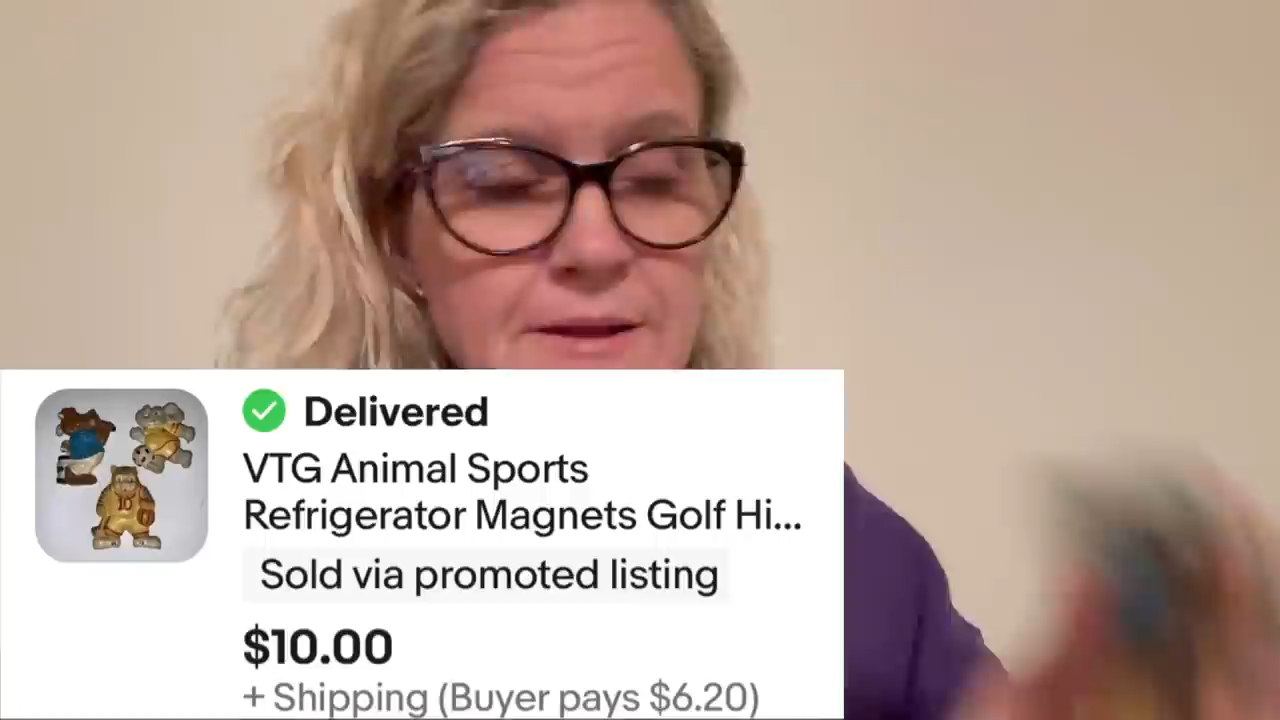 Delivered
VTG Animal Sports
Refrigerator Magnets Golf Hi...
Sold via promoted listing
$10.00
+ Shipping (Buyer pays $6.20)
10